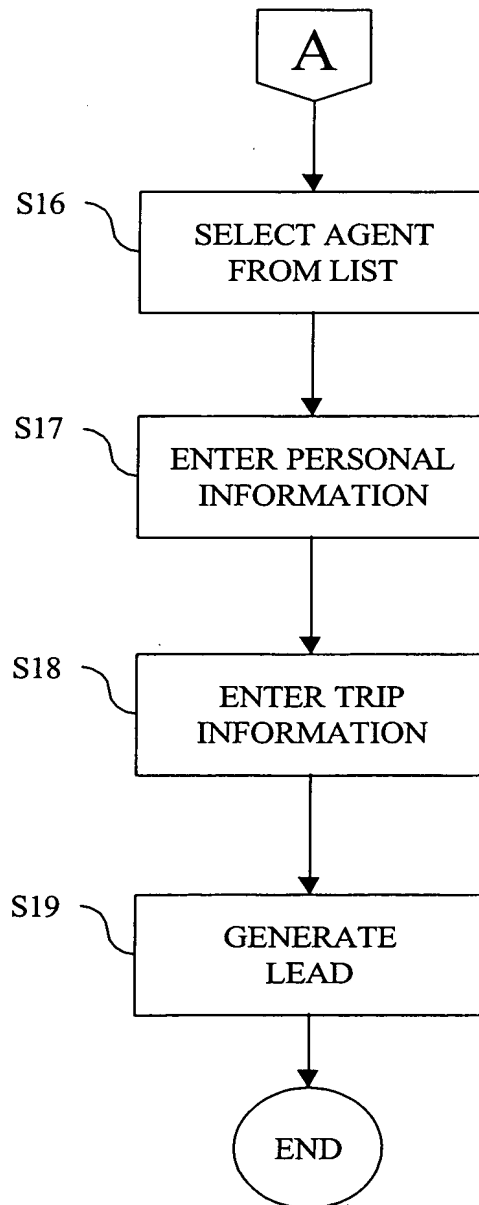 A
S16
SELECT AGENT
FROM LIST
S17
ENTER PERSONAL
INFORMATION
S18
ENTER TRIP
INFORMATION
S19
GENERATE
LEAD
END